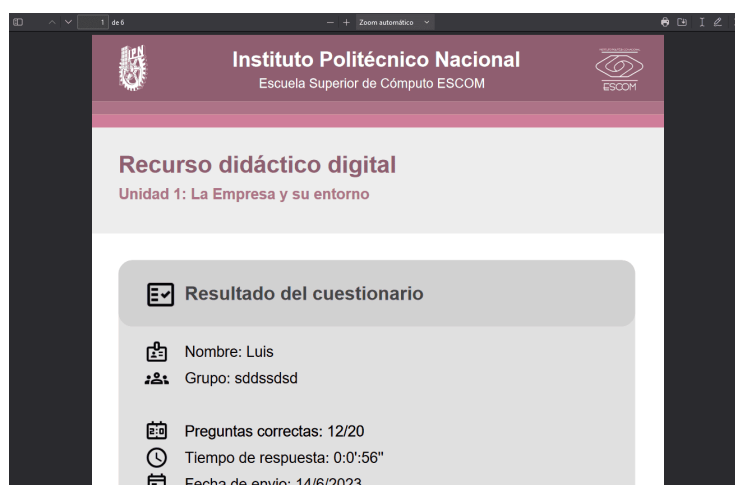 1 de 6
Zoom automático
IPN
Instituto Politécnico Nacional
Escuela Superior de Cómputo ESCOM
ESCOM
Recurso didáctico digital
Unidad 1: La Empresa y su entorno
Resultado del cuestionario
Nombre: Luis
Grupo: sddssdsd
Preguntas correctas: 12/20
Tiempo de respuesta: 0:0':56"
Fecha de envio: 14/6/2023